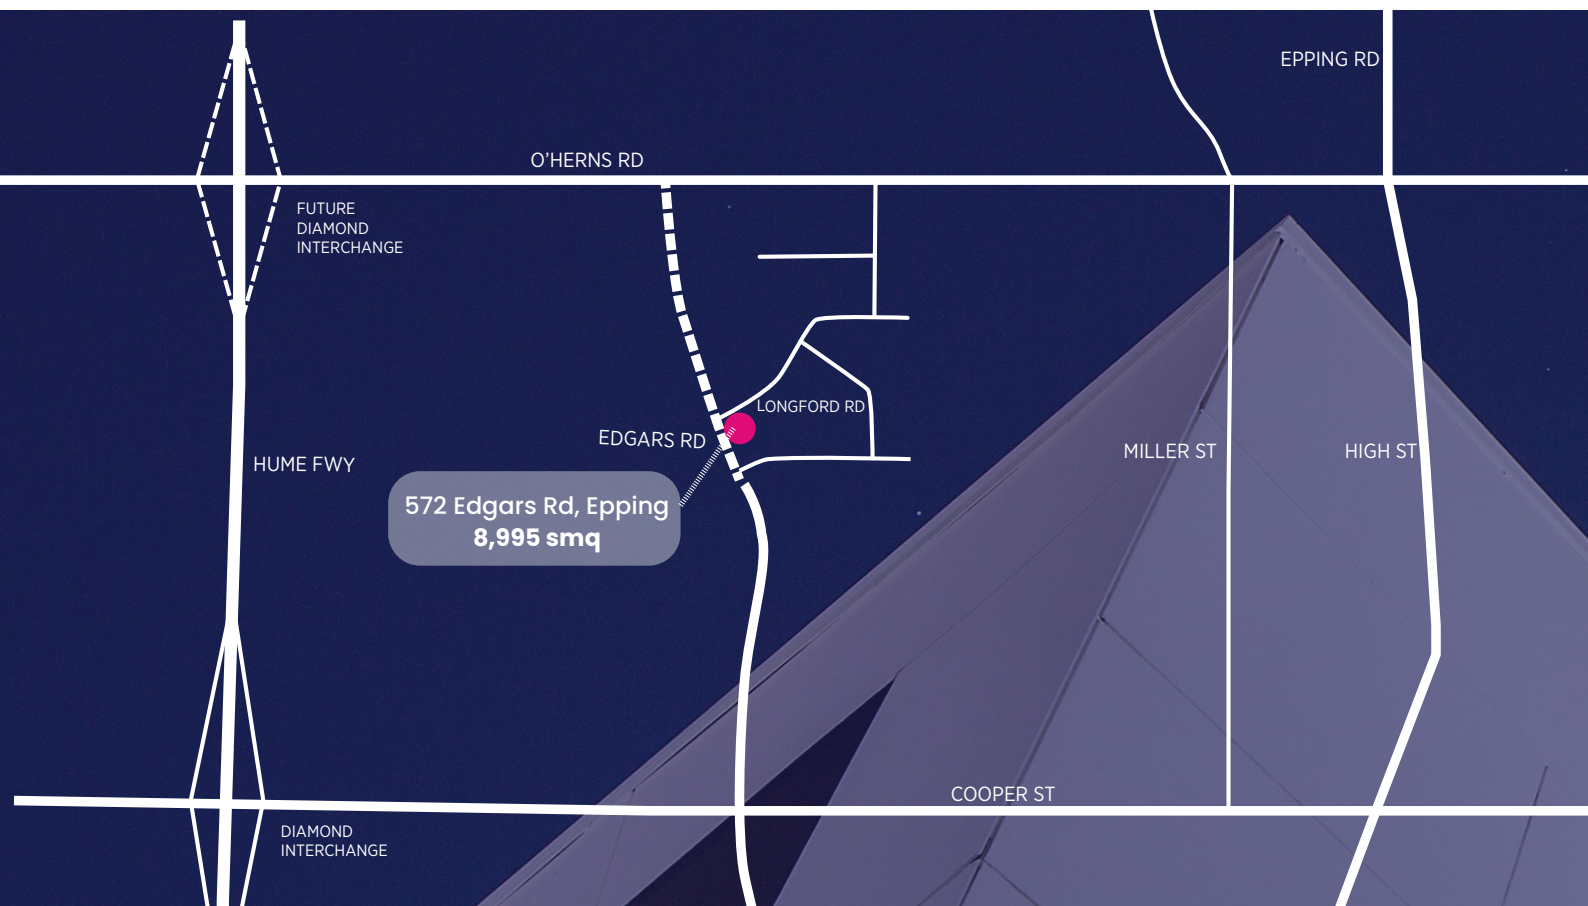 EPPING RD
O'HERNS RD
FUTURE
DIAMOND
INTERCHANGE
LONGFORD RD
EDGARS RD
MILLER ST
HIGH ST
HUME FWY
572 Edgars Rd, Epping
8,995 smq
COOPER ST
DIAMOND
INTERCHANGE